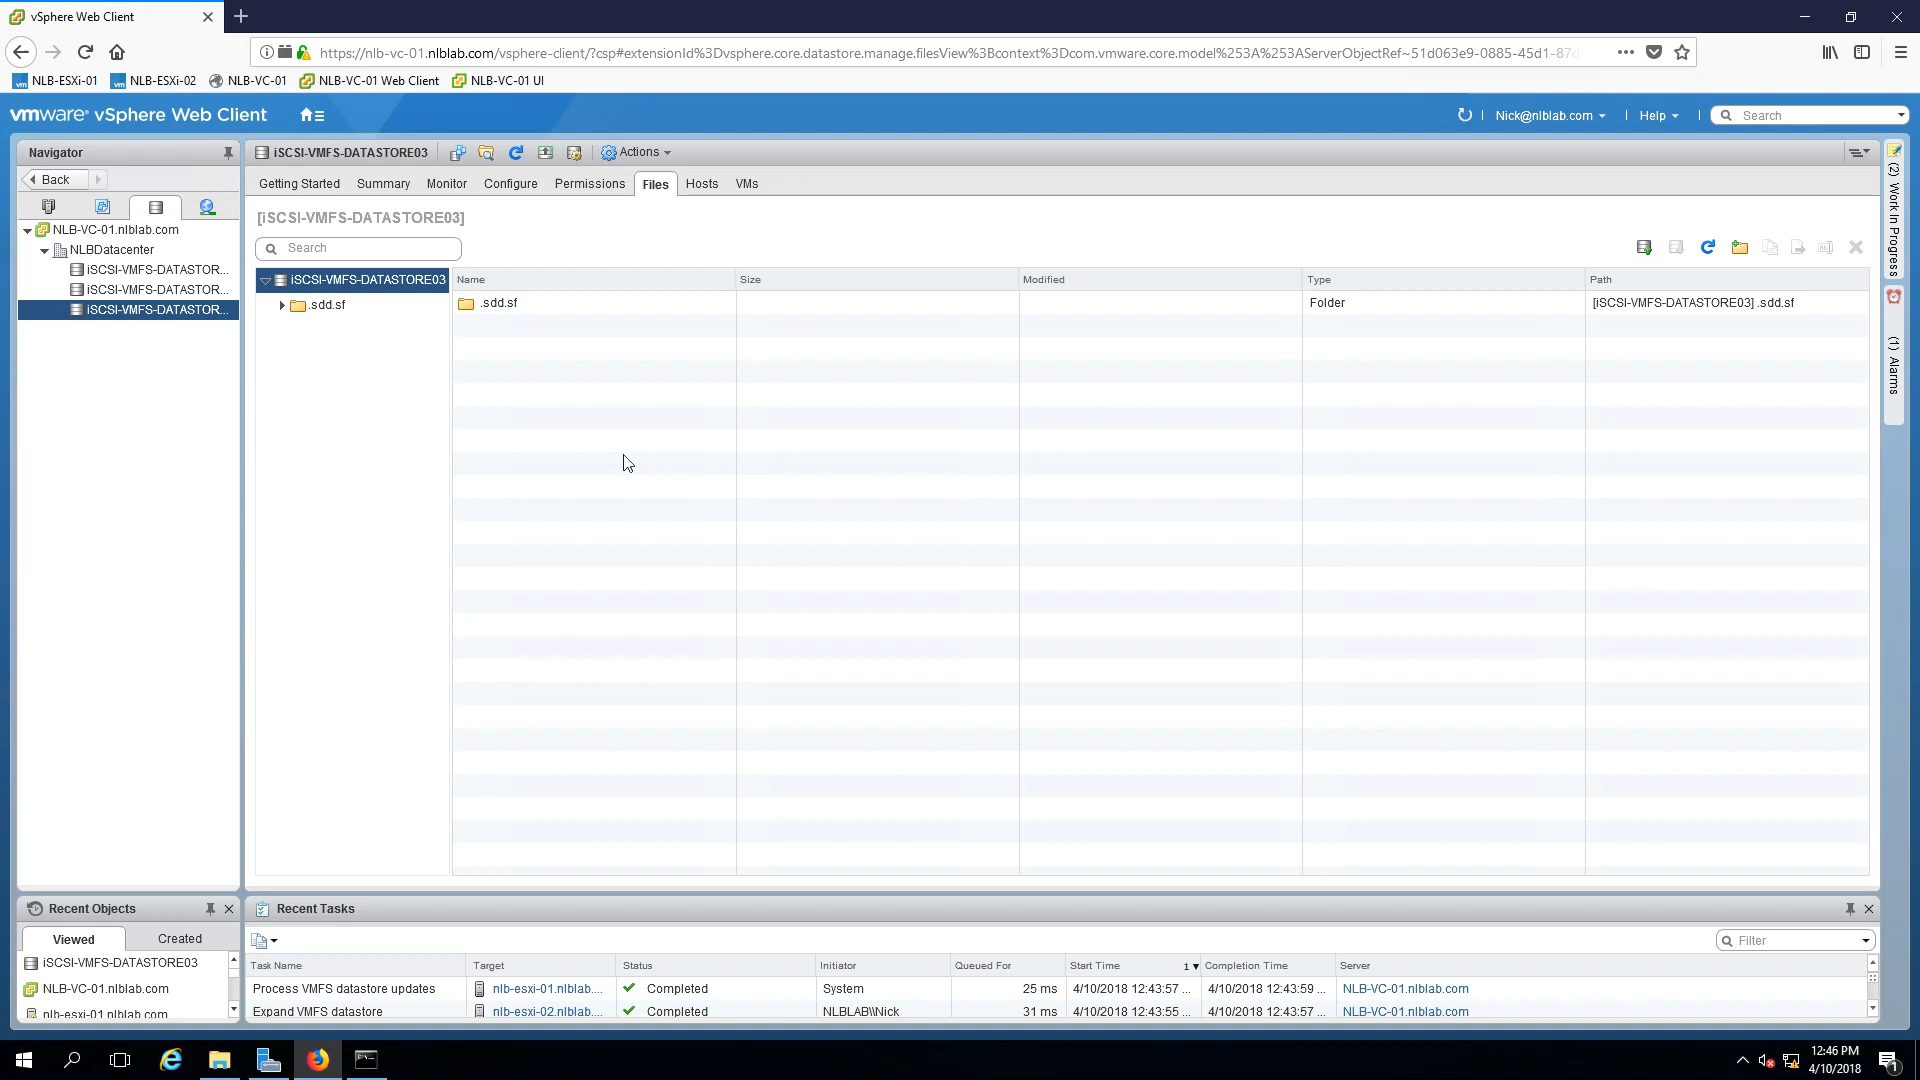 vSphere Web Client
https://nlb-vc-01.nlblab.com/vsphere-client/?csp#extensionId%3Dvsphere.core.datastore.manage.filesView%3Bcontext%3Dcom.vmware.core.model%253A%253AServerObjectRef~51d063e9-0885-45d1-87d
NLB-ESXi-01 NLB-ESXi-02 NLB-VC-01 NLB-VC-01 Web Client NLB-VC-01 UI
vmware® vSphere Web Client
Nick@nlblab.com Help Search
Navigator
Back
NLB-VC-01.nlblab.com
NLBDatacenter
iSCSI-VMFS-DATASTOR...
iSCSI-VMFS-DATASTOR...
iSCSI-VMFS-DATASTOR...
iSCSI-VMFS-DATASTORE03 Actions
Getting Started Summary Monitor Configure Permissions Files Hosts VMs
[iSCSI-VMFS-DATASTORE03]
Search
iSCSI-VMFS-DATASTORE03
.sdd.sf
Name Size Modified Type Path
.sdd.sf Folder [iSCSI-VMFS-DATASTORE03] .sdd.sf
(2) Work In Progress
(1) Alarms
Recent Objects
Viewed Created
iSCSI-VMFS-DATASTORE03
NLB-VC-01.nlblab.com
nlb-esxi-01.nlblab.com
Recent Tasks
Filter
Task Name Target Status Initiator Queued For Start Time 1 Completion Time Server
Process VMFS datastore updates nlb-esxi-01.nlblab.... Completed System 25 ms 4/10/2018 12:43:57 ... 4/10/2018 12:43:59 ... NLB-VC-01.nlblab.com
Expand VMFS datastore nlb-esxi-02.nlblab.... Completed NLBLAB\\Nick 31 ms 4/10/2018 12:43:55 ... 4/10/2018 12:43:57 ... NLB-VC-01.nlblab.com
12:46 PM
4/10/2018
1